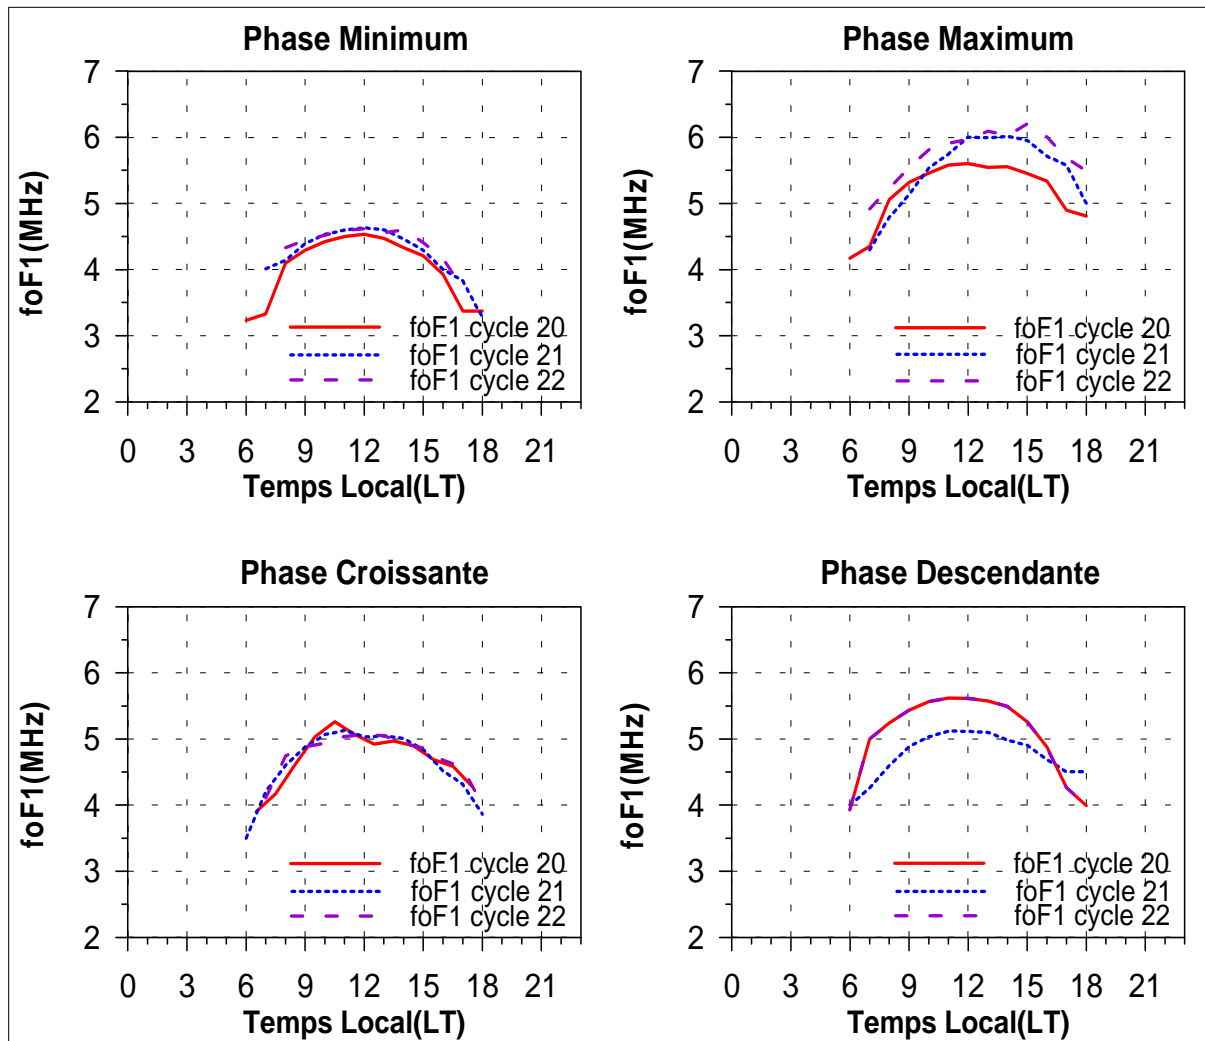 Phase Minimum
7
6
5
4
3
2
foF1(MHz)
foF1 cycle 20
foF1 cycle 21
foF1 cycle 22
0 3 6 9 12 15 18 21
Temps Local(LT)
Phase Maximum
7
6
5
4
3
2
foF1(MHz)
foF1 cycle 20
foF1 cycle 21
foF1 cycle 22
0 3 6 9 12 15 18 21
Temps Local(LT)
Phase Croissante
7
6
5
4
3
2
foF1(MHz)
foF1 cycle 20
foF1 cycle 21
foF1 cycle 22
0 3 6 9 12 15 18 21
Temps Local(LT)
Phase Descendante
7
6
5
4
3
2
foF1(MHz)
foF1 cycle 20
foF1 cycle 21
foF1 cycle 22
0 3 6 9 12 15 18 21
Temps Local(LT)